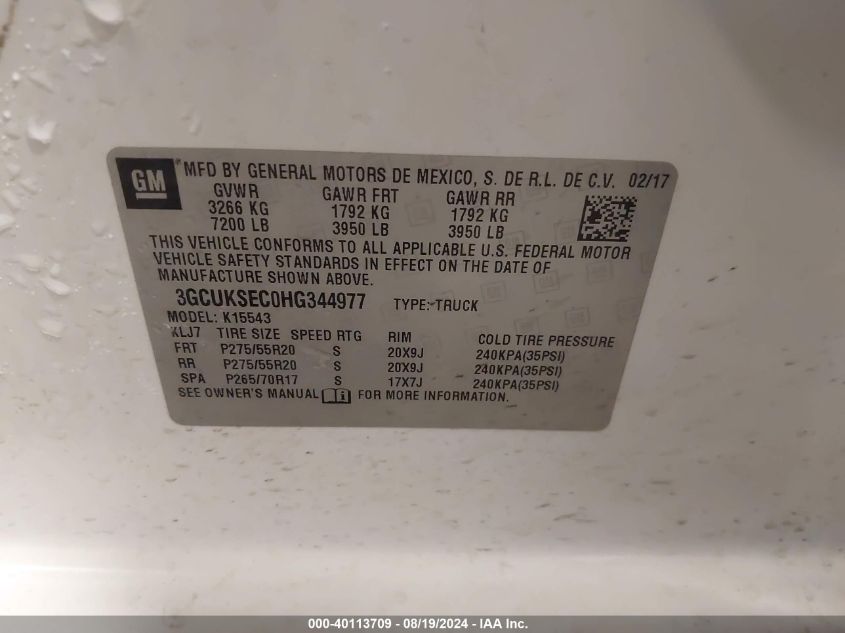 GM
MFD BY GENERAL MOTORS DE MEXICO, S. DE R.L. DE C.V. 02/17
GVWR GAWR FRT GAWR RR
3266 KG 1792 KG 1792 KG
7200 LB 3950 LB 3950 LB
THIS VEHICLE CONFORMS TO ALL APPLICABLE U.S. FEDERAL MOTOR
VEHICLE SAFETY STANDARDS IN EFFECT ON THE DATE OF
MANUFACTURE SHOWN ABOVE.
3GCUKSEC0HG344977 TYPE: TRUCK
MODEL: K15543
XLJ7 TIRE SIZE SPEED RTG RIM COLD TIRE PRESSURE
FRT P275/55R20 S 20X9J 240KPA(35PSI)
RR P275/55R20 S 20X9J 240KPA(35PSI)
SPA P265/70R17 S 17X7J 240KPA(35PSI)
SEE OWNER'S MANUAL FOR MORE INFORMATION.
000-40113709 - 08/19/2024 - IAA Inc.